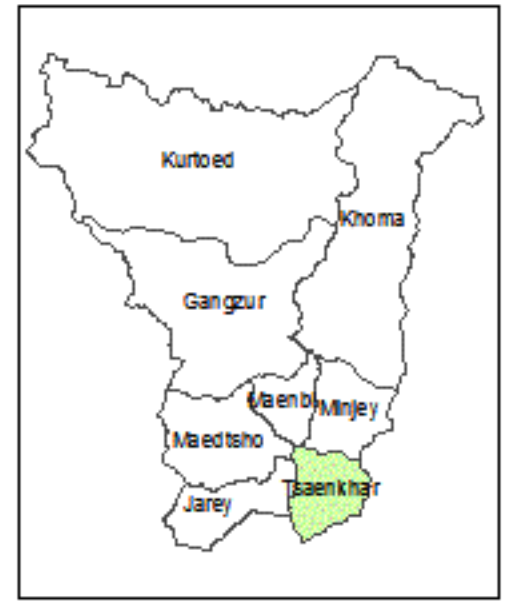 Kurtoed
Khoma
Gangzur
Maenbi
Minjey
Maedtsho
Tsaenkhar
Jarey